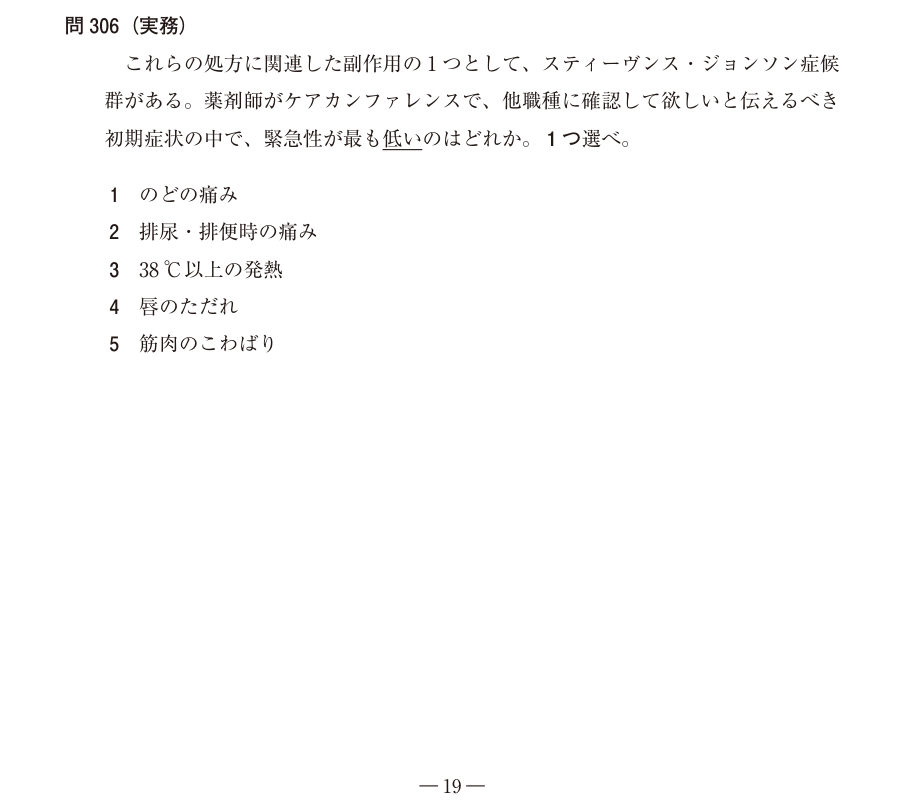 問 306（実務）
これらの処方に関連した副作用の１つとして、スティーヴンス・ジョンソン症候
群がある。薬剤師がケアカンファレンスで、他職種に確認して欲しいと伝えるべき
初期症状の中で、緊急性が最も低いのはどれか。１つ選べ。
1 のどの痛み
2 排尿・排便時の痛み
3 38 ℃以上の発熱
4 唇のただれ
5 筋肉のこわばり
― 19 ―